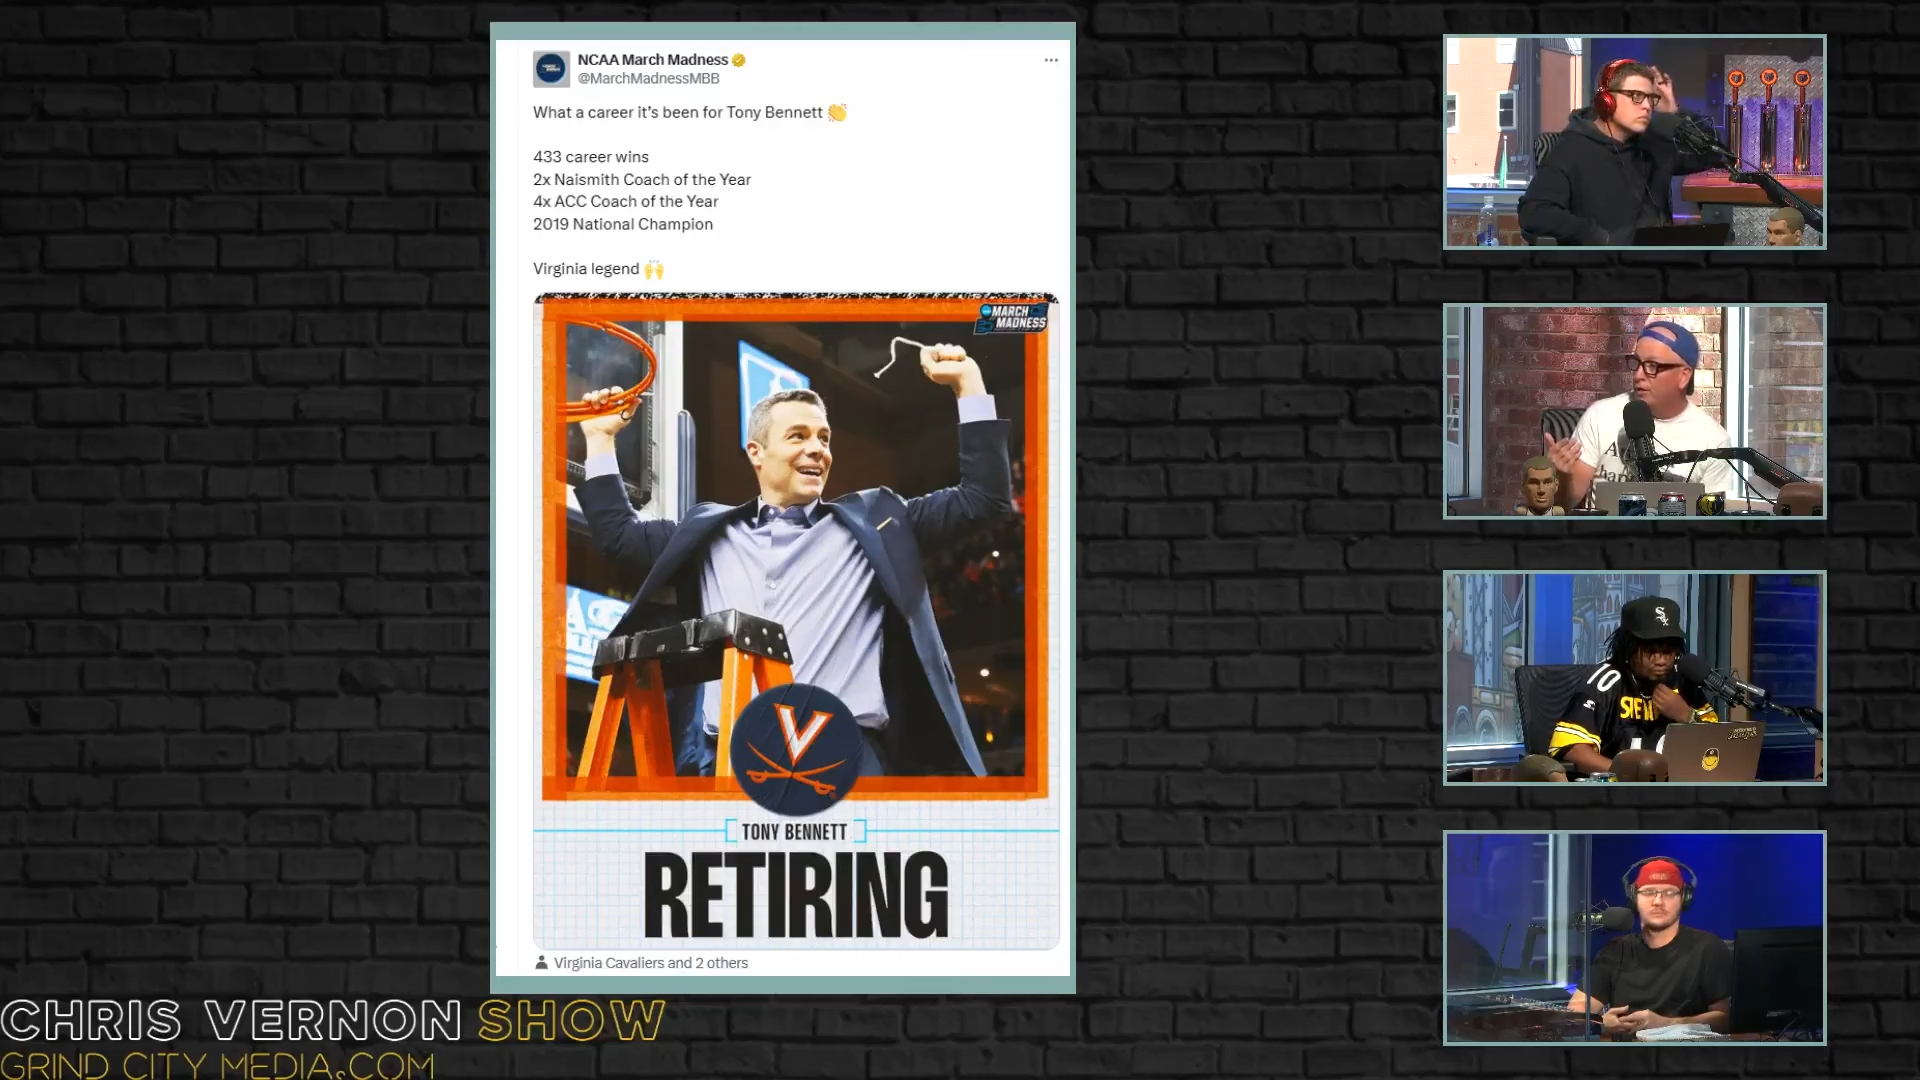 NCAA March Madness
@MarchMadnessMBB
What a career it's been for Tony Bennett 👏
433 career wins
2x Naismith Coach of the Year
4x ACC Coach of the Year
2019 National Champion
Virginia legend 🙌
MARCH
MADNESS
V
TONY BENNETT
RETIRING
Virginia Cavaliers and 2 others
10
CHRIS VERNON SHOW
GRIND CITY MEDIA.COM